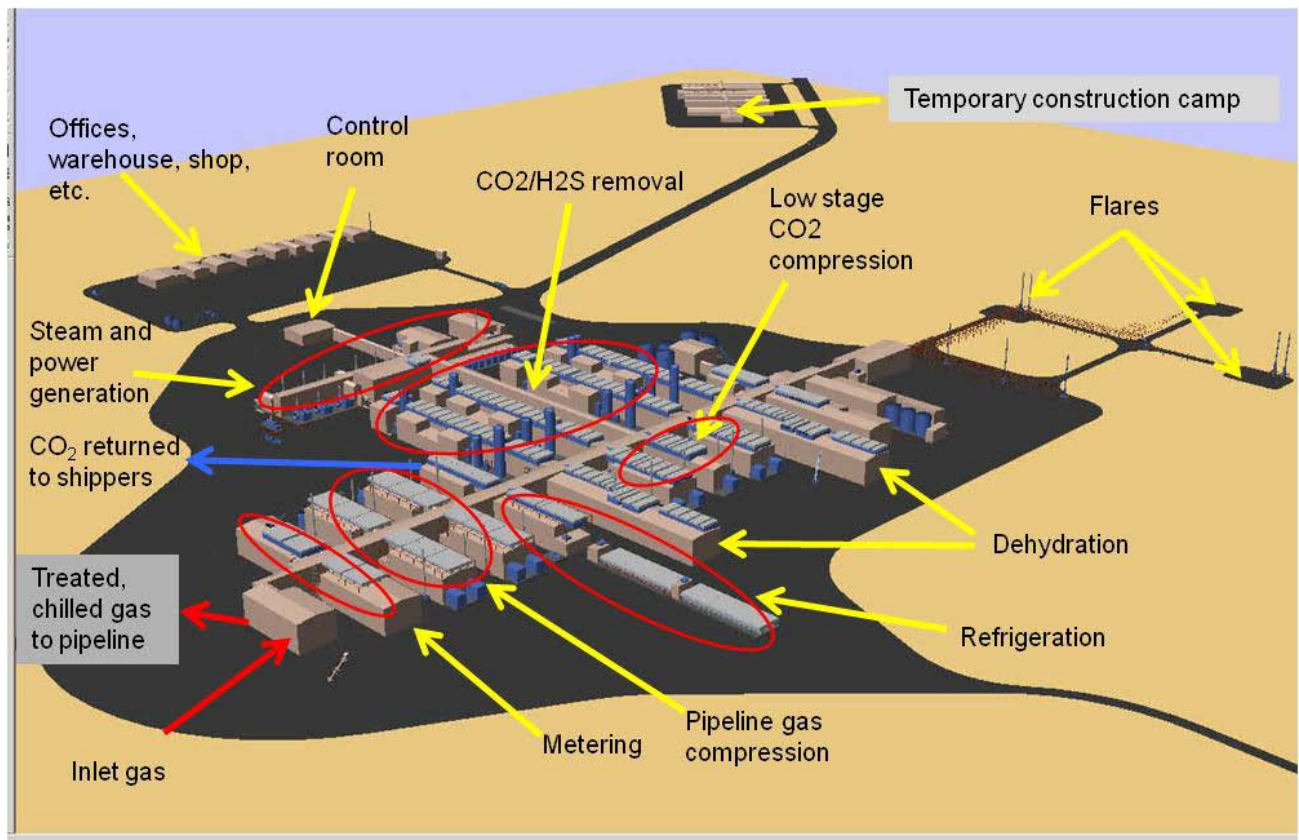 Temporary construction camp
Offices,
warehouse, shop,
etc.
Control
room
CO2/H2S removal
Low stage
CO2
compression
Flares
Steam and
power
generation
CO₂ returned
to shippers
Treated,
chilled gas
to pipeline
Dehydration
Refrigeration
Pipeline gas
compression
Metering
Inlet gas